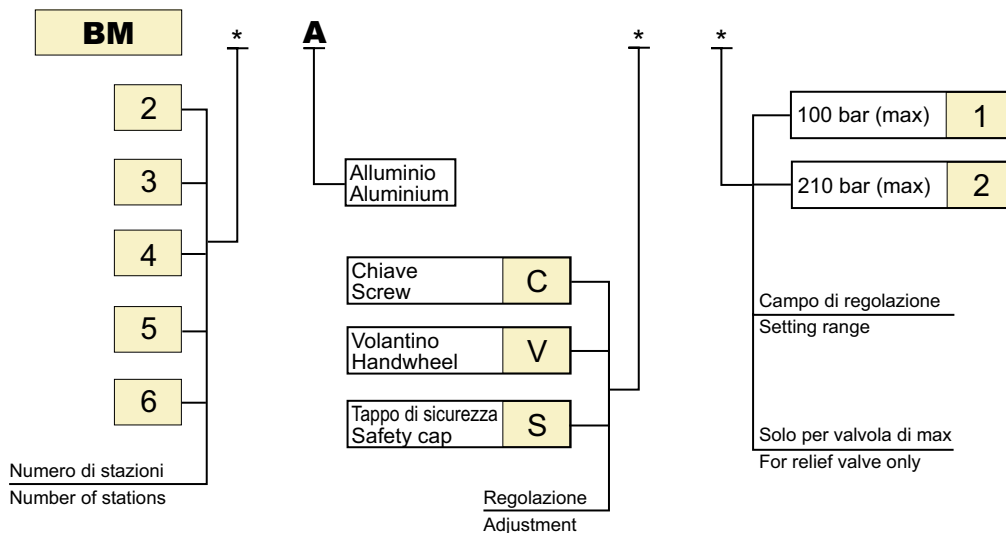 BM * A * *
2
3
4
5
6
Numero di stazioni
Number of stations
Alluminio
Aluminium
Chiave
Screw
C
Volantino
Handwheel
V
Tappo di sicurezza
Safety cap
S
Regolazione
Adjustment
100 bar (max) 1
210 bar (max) 2
Campo di regolazione
Setting range
Solo per valvola di max
For relief valve only